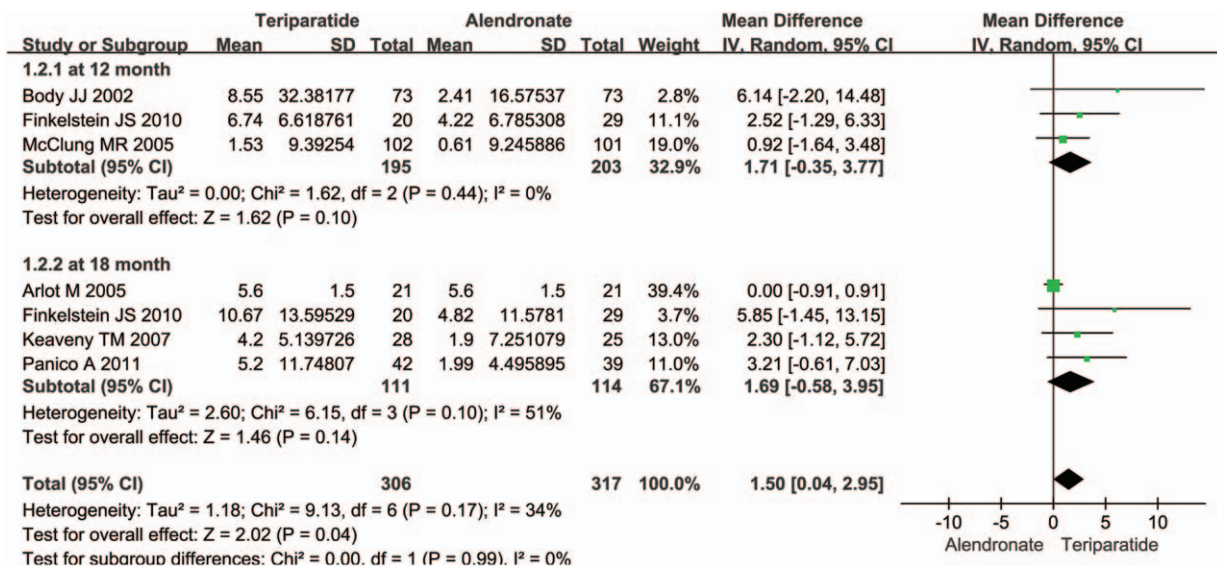 Teriparatide Alendronate Mean Difference Mean Difference
Study or Subgroup Mean SD Total Mean SD Total Weight IV, Random, 95% CI IV, Random, 95% CI
1.2.1 at 12 month
Body JJ 2002 8.55 32.38177 73 2.41 16.57537 73 2.8% 6.14 [-2.20, 14.48]
Finkelstein JS 2010 6.74 6.618761 20 4.22 6.785308 29 11.1% 2.52 [-1.29, 6.33]
McClung MR 2005 1.53 9.39254 102 0.61 9.245886 101 19.0% 0.92 [-1.64, 3.48]
Subtotal (95% CI) 195 203 32.9% 1.71 [-0.35, 3.77]
Heterogeneity: Tau² = 0.00; Chi² = 1.62, df = 2 (P = 0.44); I² = 0%
Test for overall effect: Z = 1.62 (P = 0.10)
1.2.2 at 18 month
Arlot M 2005 5.6 1.5 21 5.6 1.5 21 39.4% 0.00 [-0.91, 0.91]
Finkelstein JS 2010 10.67 13.59529 20 4.82 11.5781 29 3.7% 5.85 [-1.45, 13.15]
Keaveny TM 2007 4.2 5.139726 28 1.9 7.251079 25 13.0% 2.30 [-1.12, 5.72]
Panico A 2011 5.2 11.74807 42 1.99 4.495895 39 11.0% 3.21 [-0.61, 7.03]
Subtotal (95% CI) 111 114 67.1% 1.69 [-0.58, 3.95]
Heterogeneity: Tau² = 2.60; Chi² = 6.15, df = 3 (P = 0.10); I² = 51%
Test for overall effect: Z = 1.46 (P = 0.14)
Total (95% CI) 306 317 100.0% 1.50 [0.04, 2.95]
Heterogeneity: Tau² = 1.18; Chi² = 9.13, df = 6 (P = 0.17); I² = 34%
Test for overall effect: Z = 2.02 (P = 0.04)
Test for subgroup differences: Chi² = 0.00, df = 1 (P = 0.99), I² = 0%
-10 -5 0 5 10
Alendronate Teriparatide